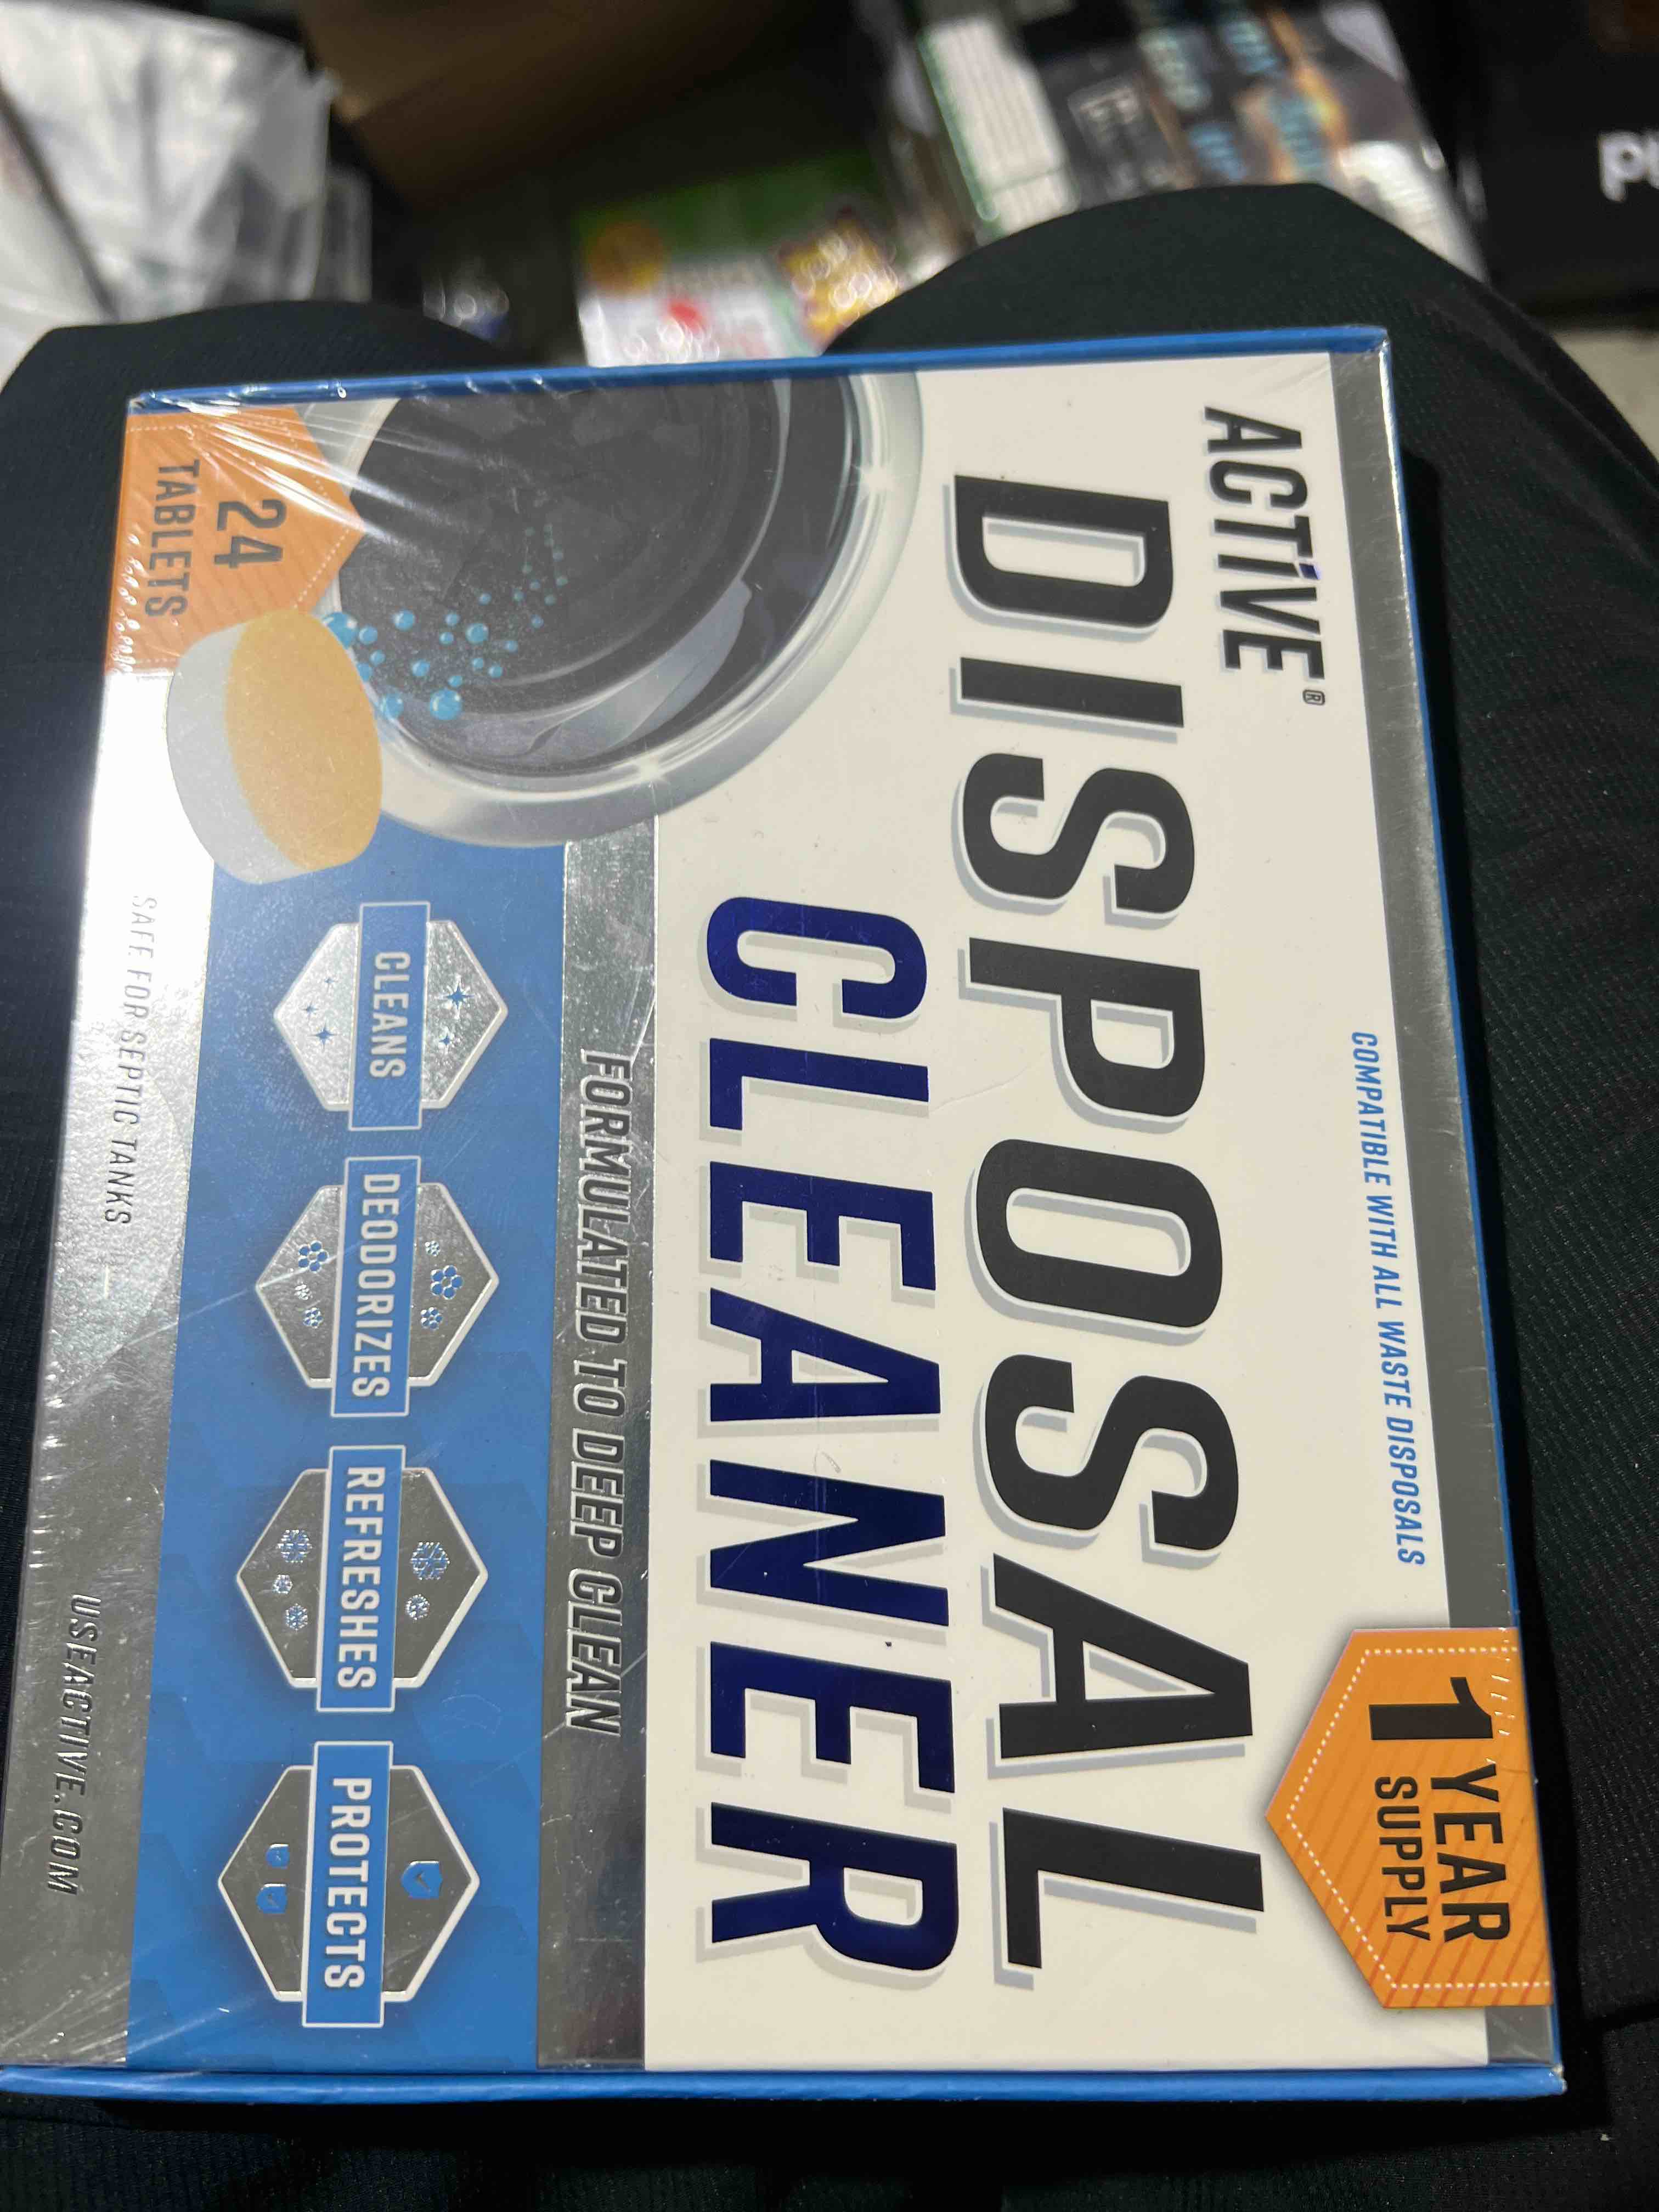 COMPATIBLE WITH ALL WASTE DISPOSALS
1 YEAR
SUPPLY
ACTiVE®
DISPOSAL
CLEANER
FORMULATED TO DEEP CLEAN
24
TABLETS
CLEANS
DEODORIZES
REFRESHES
PROTECTS
SAFE FOR SEPTIC TANKS
USEACTIVE.COM